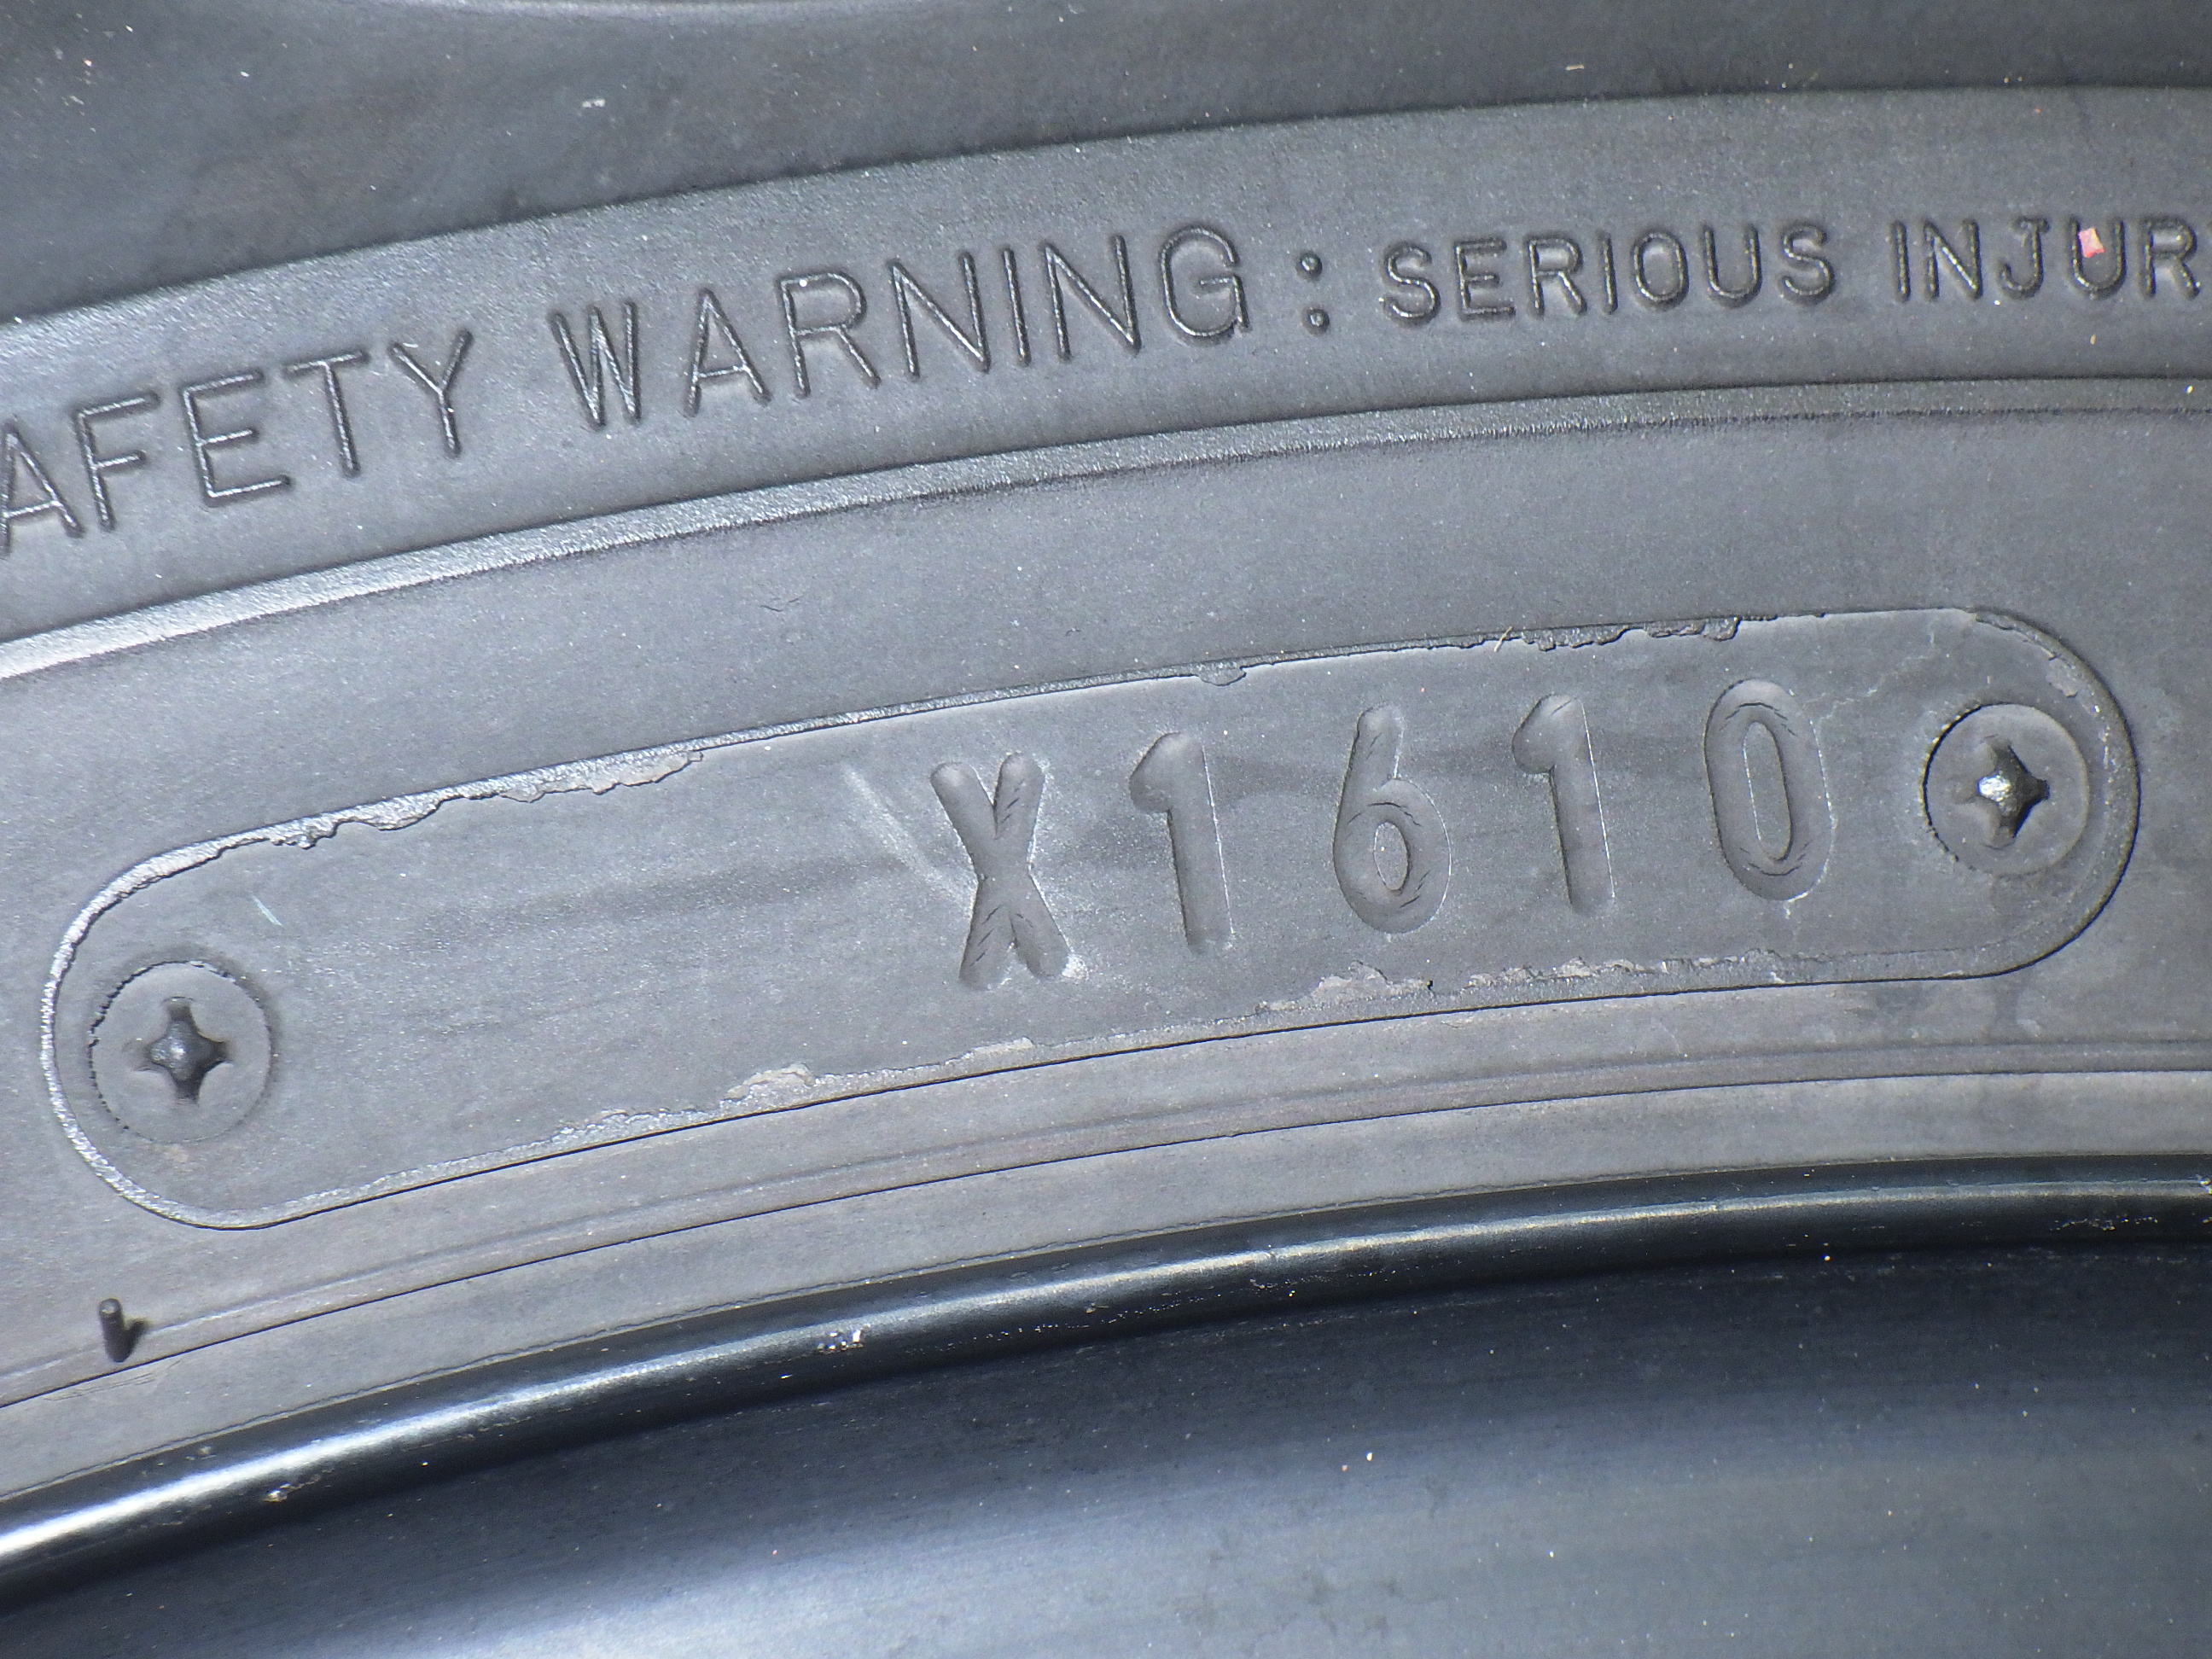 AFETY WARNING : SERIOUS INJUR
X1610